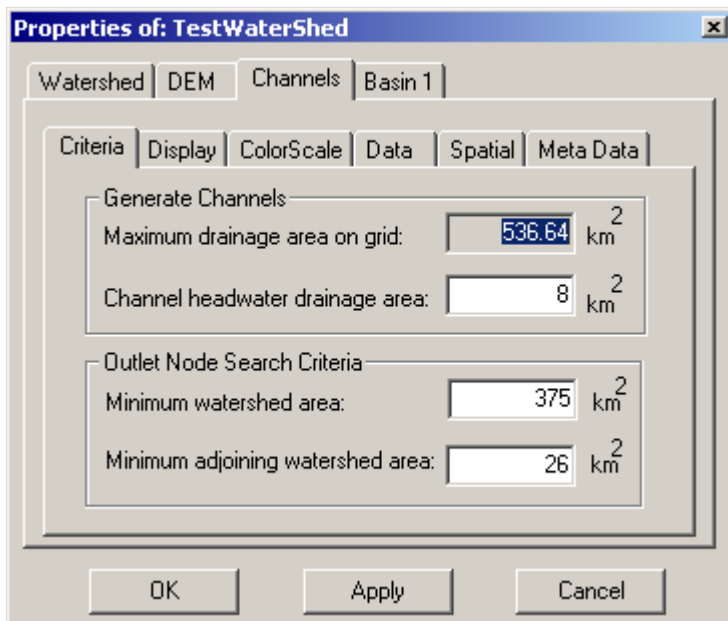 Properties of: TestWaterShed
Watershed DEM Channels Basin 1
Criteria Display ColorScale Data Spatial Meta Data
Generate Channels
Maximum drainage area on grid: 536.64 km²
Channel headwater drainage area: 8 km²
Outlet Node Search Criteria
Minimum watershed area: 375 km²
Minimum adjoining watershed area: 26 km²
OK Apply Cancel